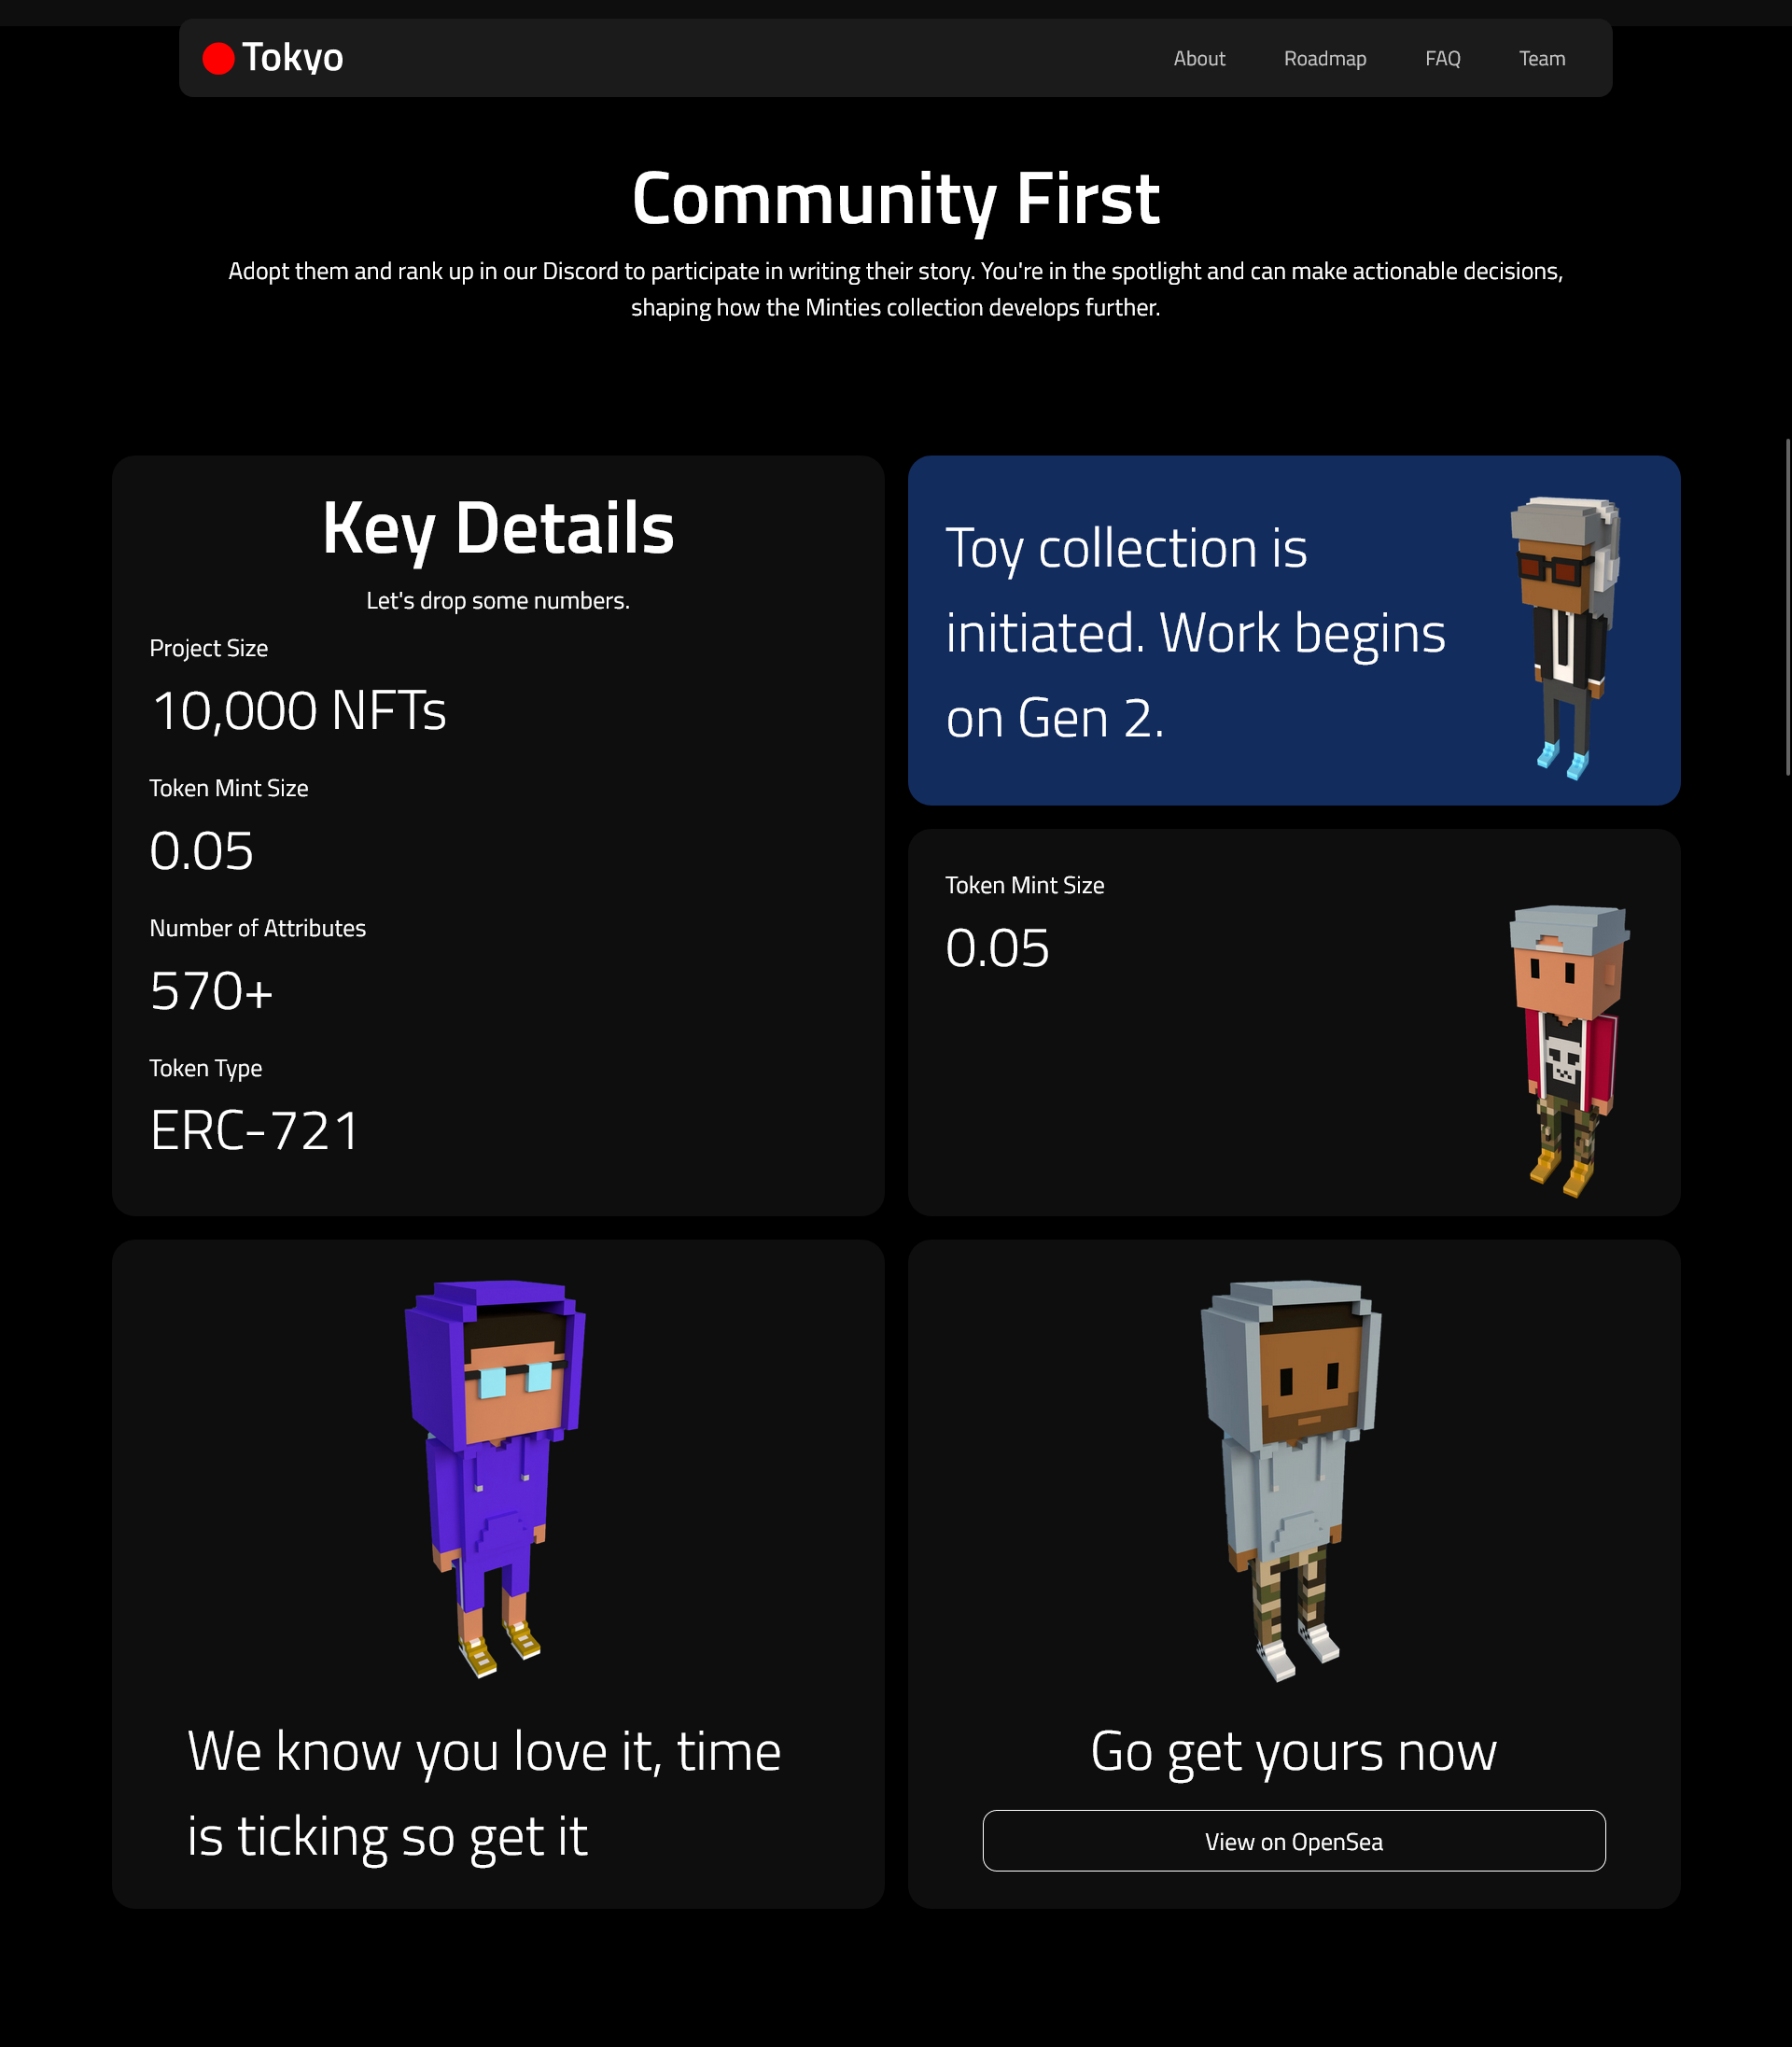 Tokyo
About Roadmap FAQ Team
Community First
Adopt them and rank up in our Discord to participate in writing their story. You're in the spotlight and can make actionable decisions,
shaping how the Minties collection develops further.
Key Details
Let's drop some numbers.
Project Size
10,000 NFTs
Token Mint Size
0.05
Number of Attributes
570+
Token Type
ERC-721
Toy collection is
initiated. Work begins
on Gen 2.
Token Mint Size
0.05
We know you love it, time
is ticking so get it
Go get yours now
View on OpenSea